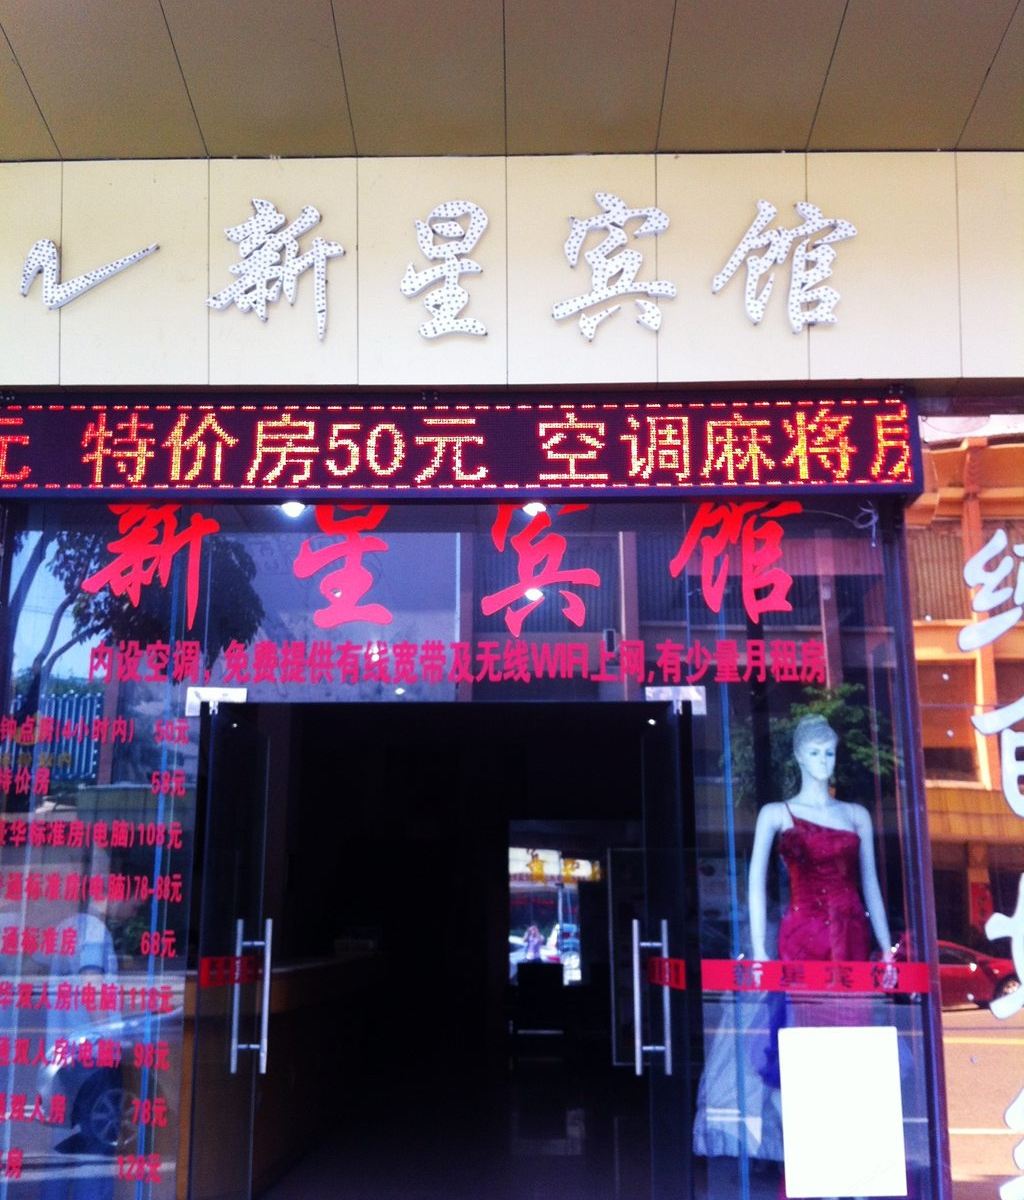 新星宾馆
元 特价房50元 空调麻将房
新星宾馆
内设空调，免费提供有线宽带及无线WIFI上网,有少量月租房
钟点房(4小时内) 50元
特价房 58元
豪华标准房(电脑)108元
普通标准房(电脑)78-88元
通标准房 68元
华双人房(电脑)118元
通双人房(电脑) 98元
通双人房 78元
房 128元
新星宾馆